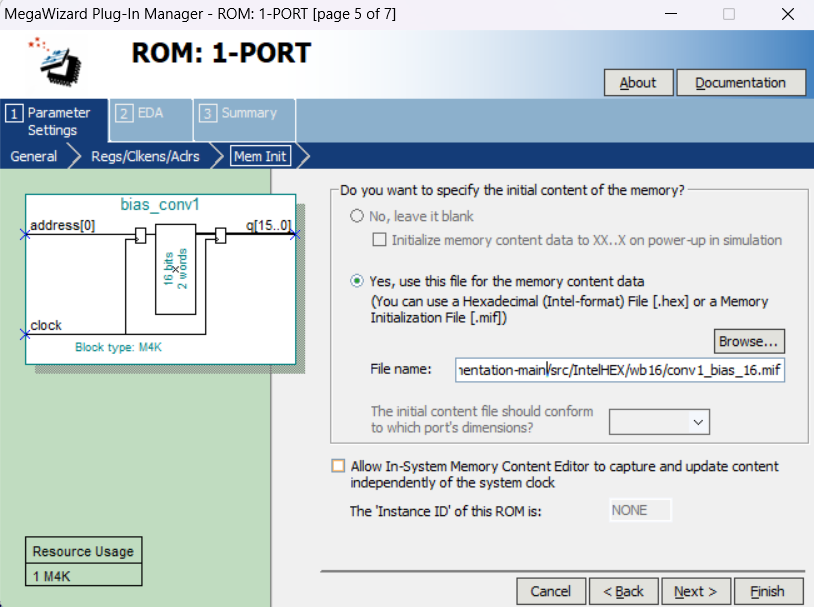 MegaWizard Plug-In Manager - ROM: 1-PORT [page 5 of 7]
ROM: 1-PORT
About
Documentation
1 Parameter Settings
2 EDA
3 Summary
General
Regs/Clkens/Aclrs
Mem Init
bias_conv1
address[0]
q[15..0]
16 bits
2 words
clock
Block type: M4K
Resource Usage
1 M4K
Do you want to specify the initial content of the memory?
No, leave it blank
Initialize memory content data to XX..X on power-up in simulation
Yes, use this file for the memory content data
(You can use a Hexadecimal (Intel-format) File [.hex] or a Memory
Initialization File [.mif])
Browse...
File name:
nentation-main/src/IntelHEX/wb16/conv1_bias_16.mif
The initial content file should conform
to which port's dimensions?
Allow In-System Memory Content Editor to capture and update content
independently of the system clock
The 'Instance ID' of this ROM is:
NONE
Cancel
< Back
Next >
Finish